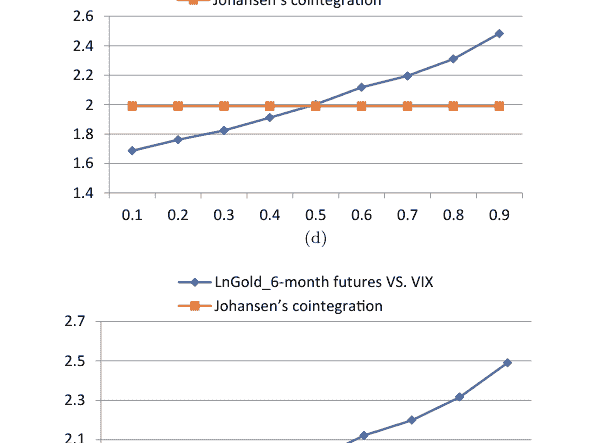 Johansen's cointegration
2.6
2.4
2.2
2
1.8
1.6
1.4
0.1 0.2 0.3 0.4 0.5 0.6 0.7 0.8 0.9
(d)
LnGold_6-month futures VS. VIX
Johansen's cointegration
2.7
2.5
2.3
2.1